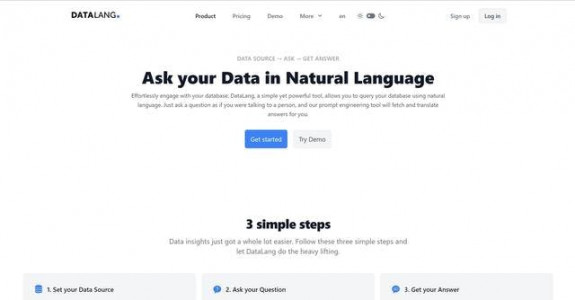 DATALANG.
Product Pricing Demo More en Sign up Log in
DATA SOURCE → ASK → GET ANSWER
Ask your Data in Natural Language
Effortlessly engage with your database. DataLang, a simple yet powerful tool, allows you to query your database using natural
language. Just ask a question as if you were talking to a person, and our prompt engineering tool will fetch and translate
answers for you.
Get started Try Demo
3 simple steps
Data insights just got a whole lot easier. Follow these three simple steps and
let DataLang do the heavy lifting.
1. Set your Data Source 2. Ask your Question 3. Get your Answer